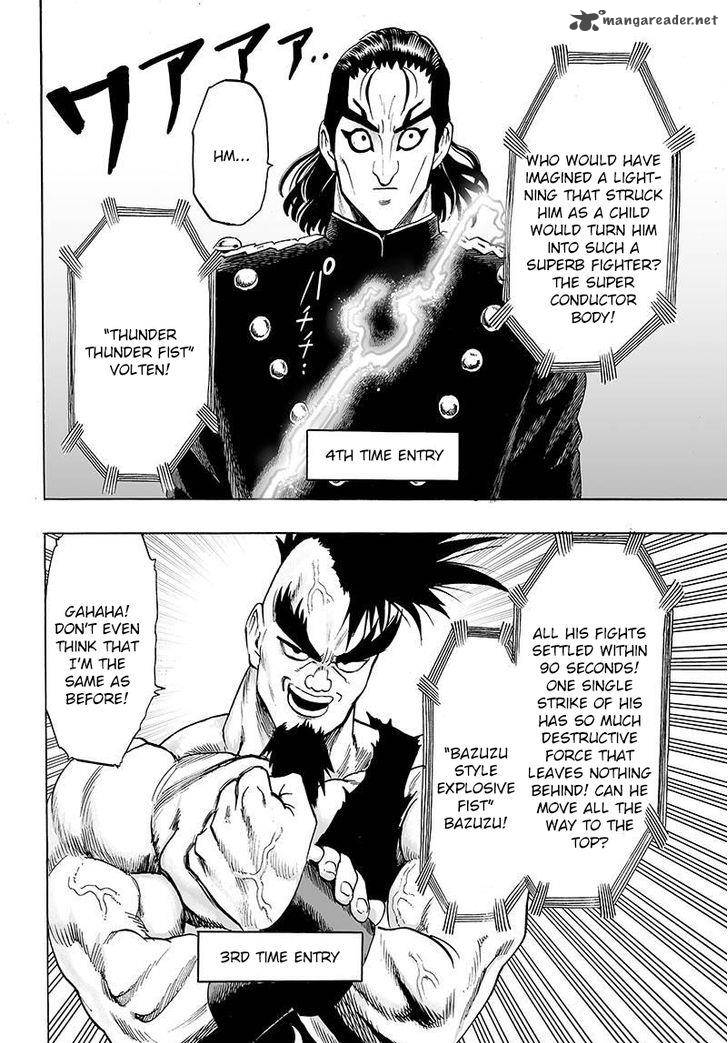 mangareader.net
WHO WOULD HAVE
IMAGINED A LIGHT-
NING THAT STRUCK
HIM AS A CHILD
WOULD TURN HIM
INTO SUCH A
SUPERB FIGHTER?
THE SUPER
CONDUCTOR
BODY!
ワアアァ..
HM...
パチチチ...
"THUNDER
THUNDER FIST"
VOLTEN!
4TH TIME ENTRY
ALL HIS FIGHTS
SETTLED WITHIN
90 SECONDS!
ONE SINGLE
STRIKE OF HIS
HAS SO MUCH
DESTRUCTIVE
FORCE THAT
LEAVES NOTHING
BEHIND! CAN HE
MOVE ALL THE
WAY TO THE
TOP?
"BAZUZU
STYLE
EXPLOSIVE
FIST"
BAZUZU!
GAHAHA!
DON'T EVEN
THINK THAT
I'M THE
SAME AS
BEFORE!
3RD TIME ENTRY